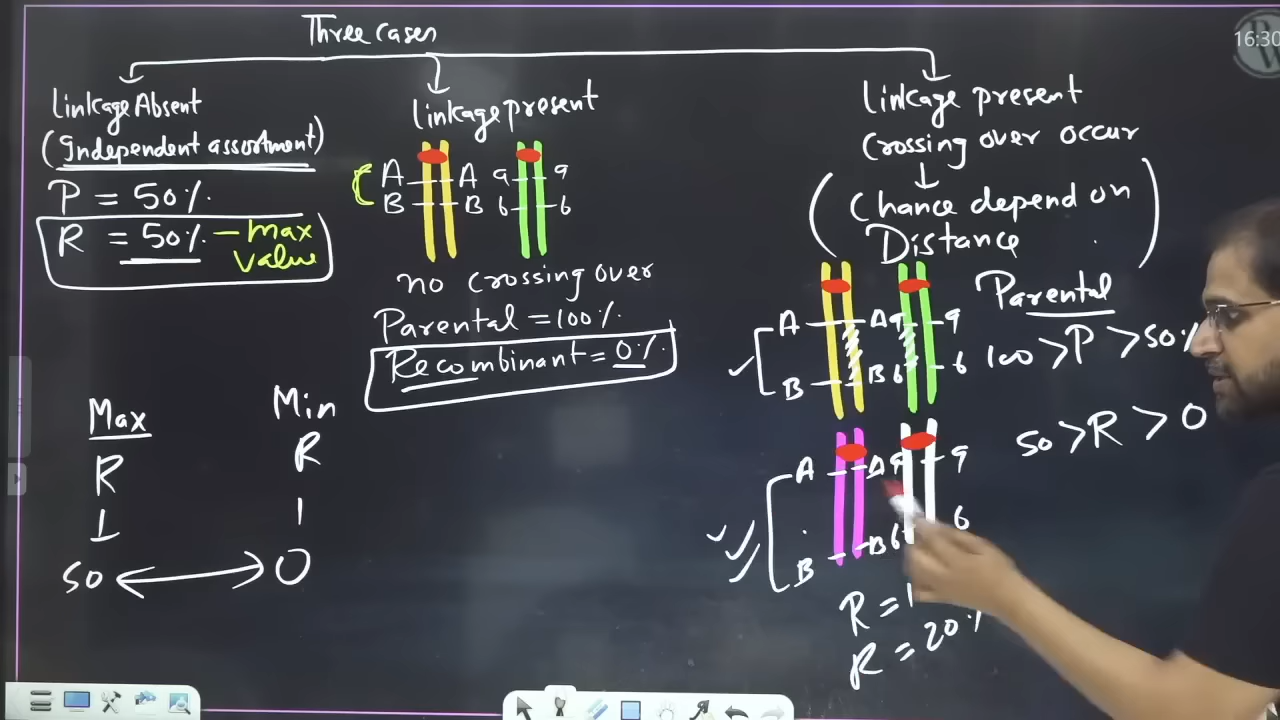 Three cases
Linkage Absent
(Independent assortment)
P = 50%
R = 50% - max
value
Linkage present
A A a a
B B b b
no crossing over
Parental = 100%
Recombinant = 0%
Linkage present
crossing over occur
(Chance depend on
Distance)
A A a a
B B b b
Parental
100 > P > 50%
50 > R > 0
A A a a
B B b b
R = 1
R = 20%
Max Min
R R
50 0
16:30